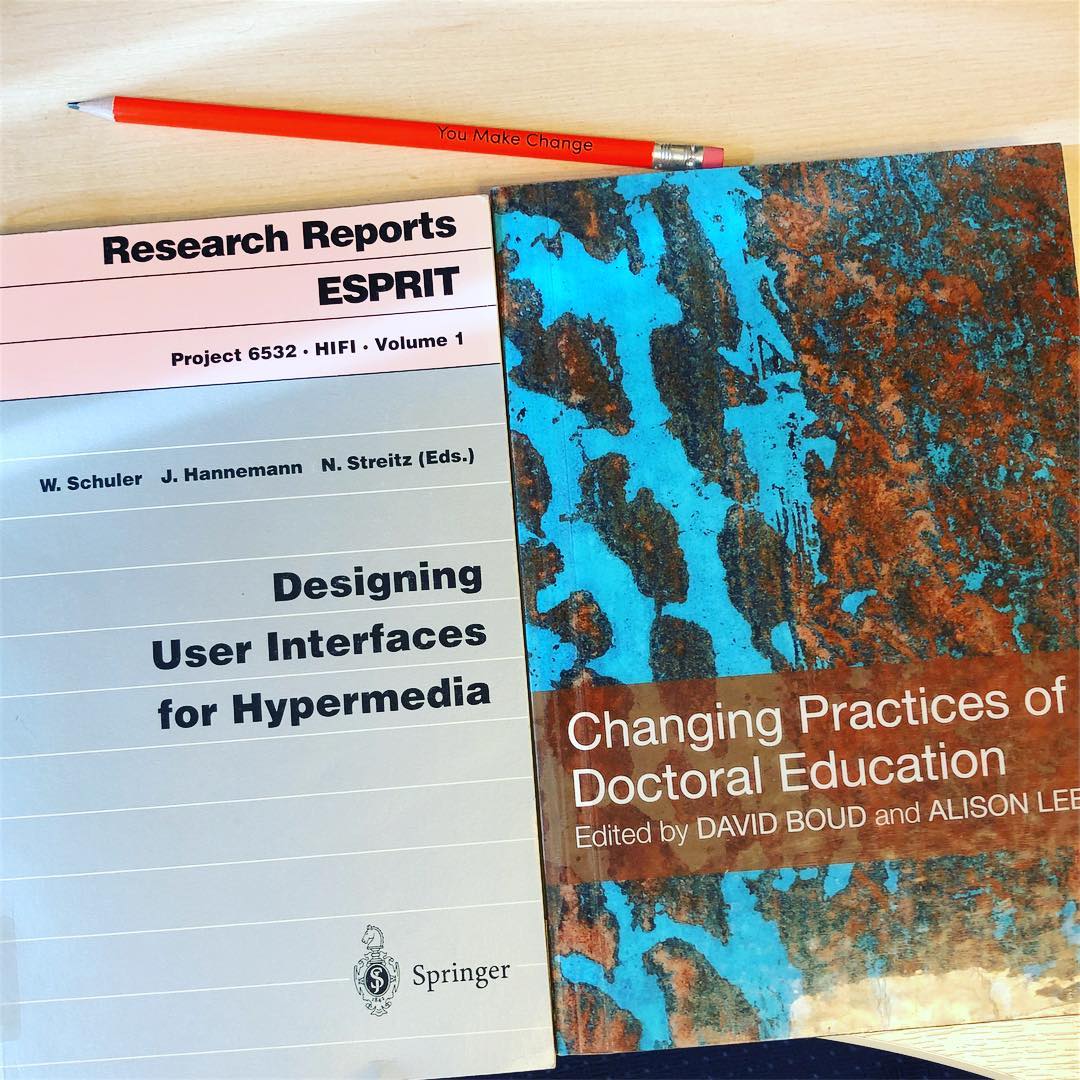 You Make Change
Research Reports
ESPRIT
Project 6532 · HIFI · Volume 1
W. Schuler J. Hannemann N. Streitz (Eds.)
Designing
User Interfaces
for Hypermedia
Springer
Changing Practices of
Doctoral Education
Edited by DAVID BOUD and ALISON LEE